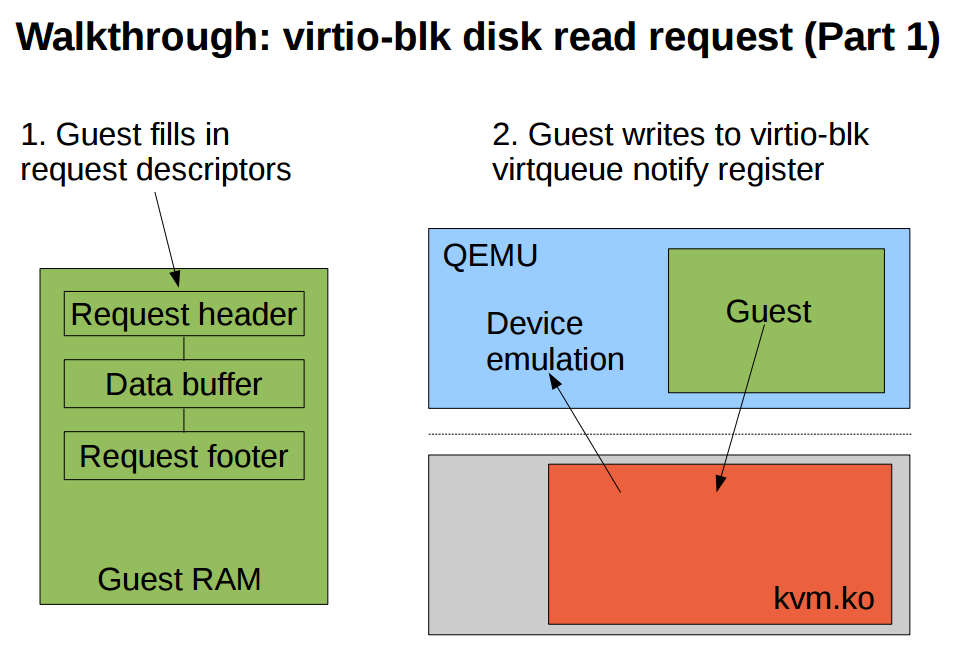 Walkthrough: virtio-blk disk read request (Part 1)
1. Guest fills in
request descriptors
Request header
Data buffer
Request footer
Guest RAM
2. Guest writes to virtio-blk
virtqueue notify register
QEMU
Guest
Device
emulation
kvm.ko